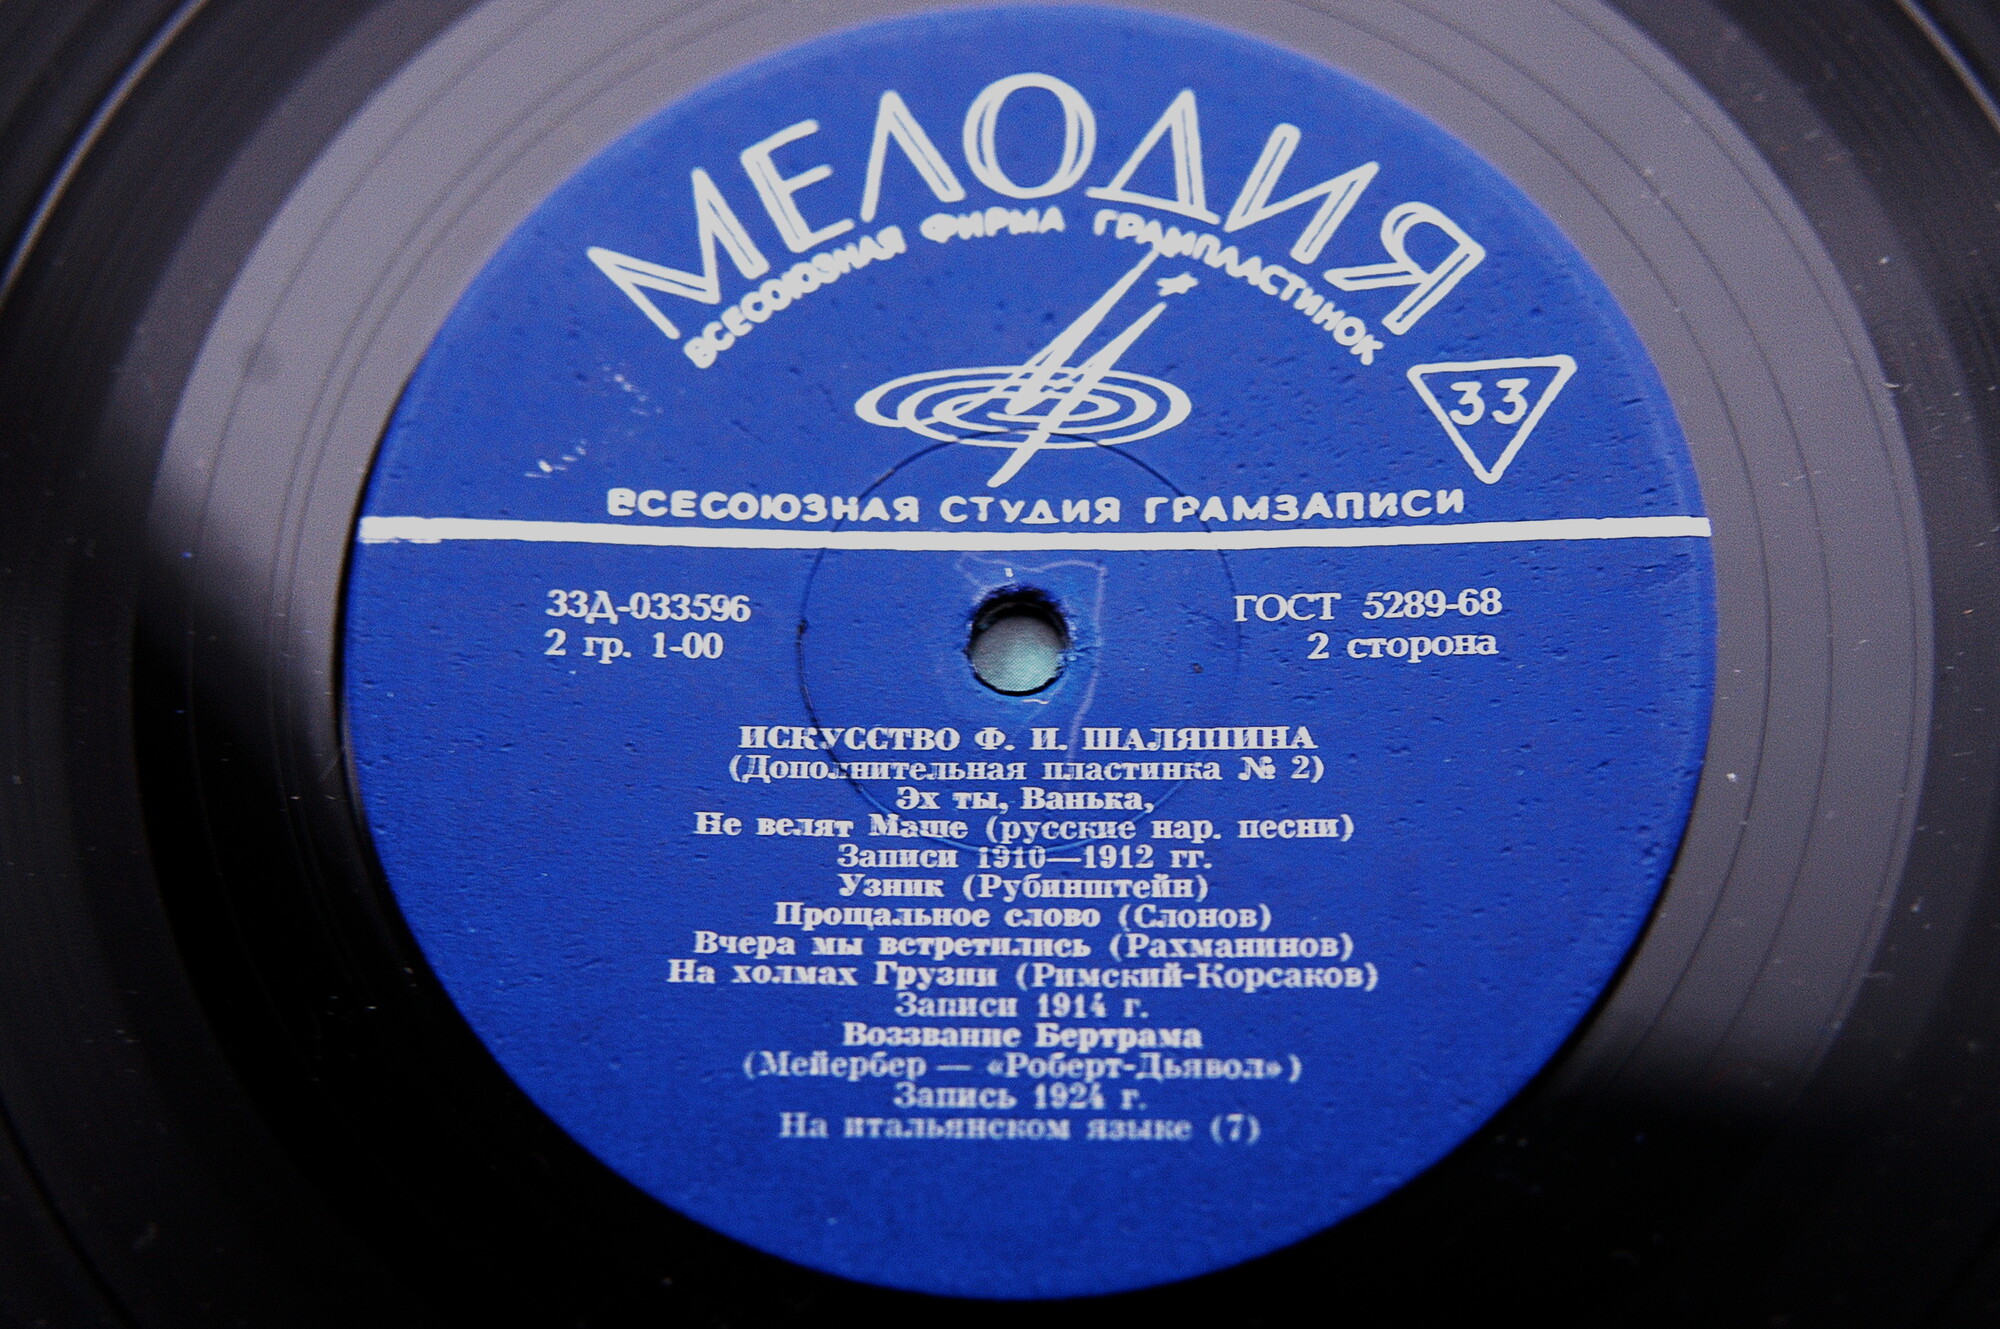 МЕЛОДИЯ
ВСЕСОЮЗНАЯ ФИРМА ГРАМПЛАСТИНОК
33
ВСЕСОЮЗНАЯ СТУДИЯ ГРАМЗАПИСИ
33Д-033596
ГОСТ 5289-68
2 гр. 1-00
2 сторона
ИСКУССТВО Ф. И. ШАЛЯПИНА
(Дополнительная пластинка № 2)
Эх ты, Ванька,
Не велят Маше (русские нар. песни)
Записи 1910—1912 гг.
Узник (Рубинштейн)
Прощальное слово (Слонов)
Вчера мы встретились (Рахманинов)
На холмах Грузии (Римский-Корсаков)
Записи 1914 г.
Воззвание Бертрама
(Мейербер — «Роберт-Дьявол»)
Запись 1924 г.
На итальянском языке (7)